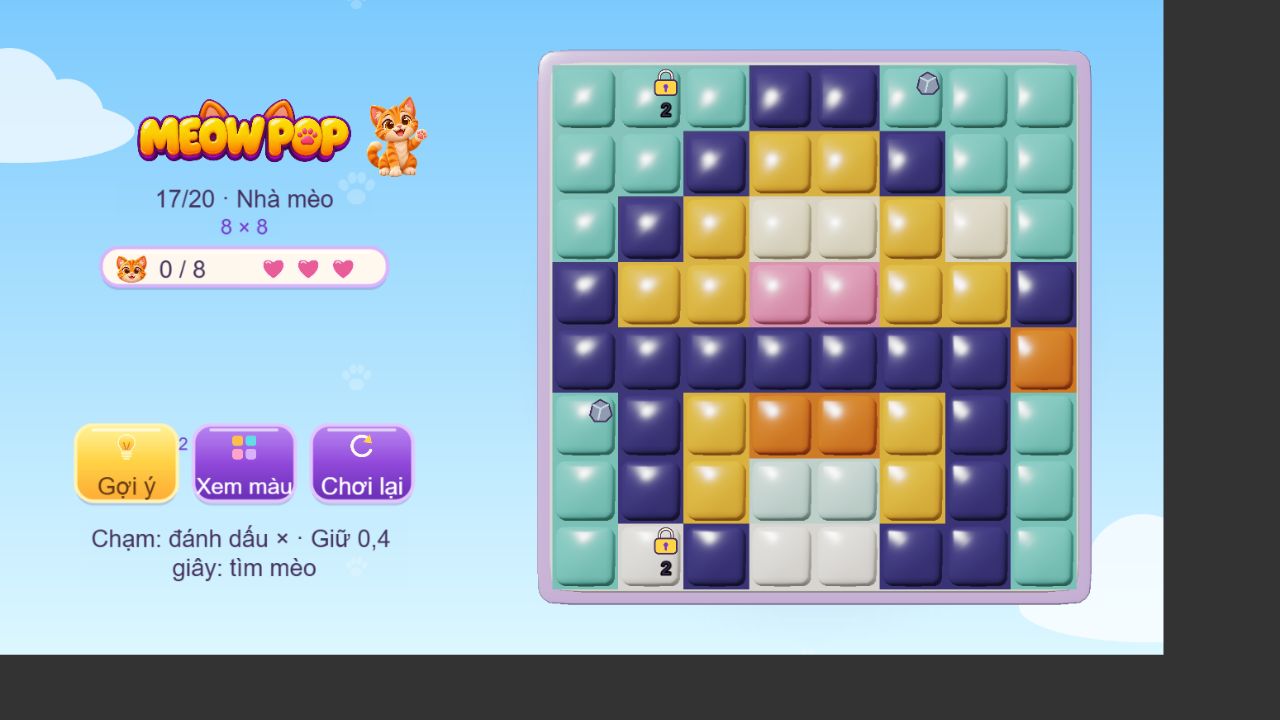 MEOWPOP
17/20 · Nhà mèo
8 × 8
0 / 8
Gợi ý
2
Xem màu
Chơi lại
Chạm: đánh dấu × · Giữ 0,4
giây: tìm mèo
2
2